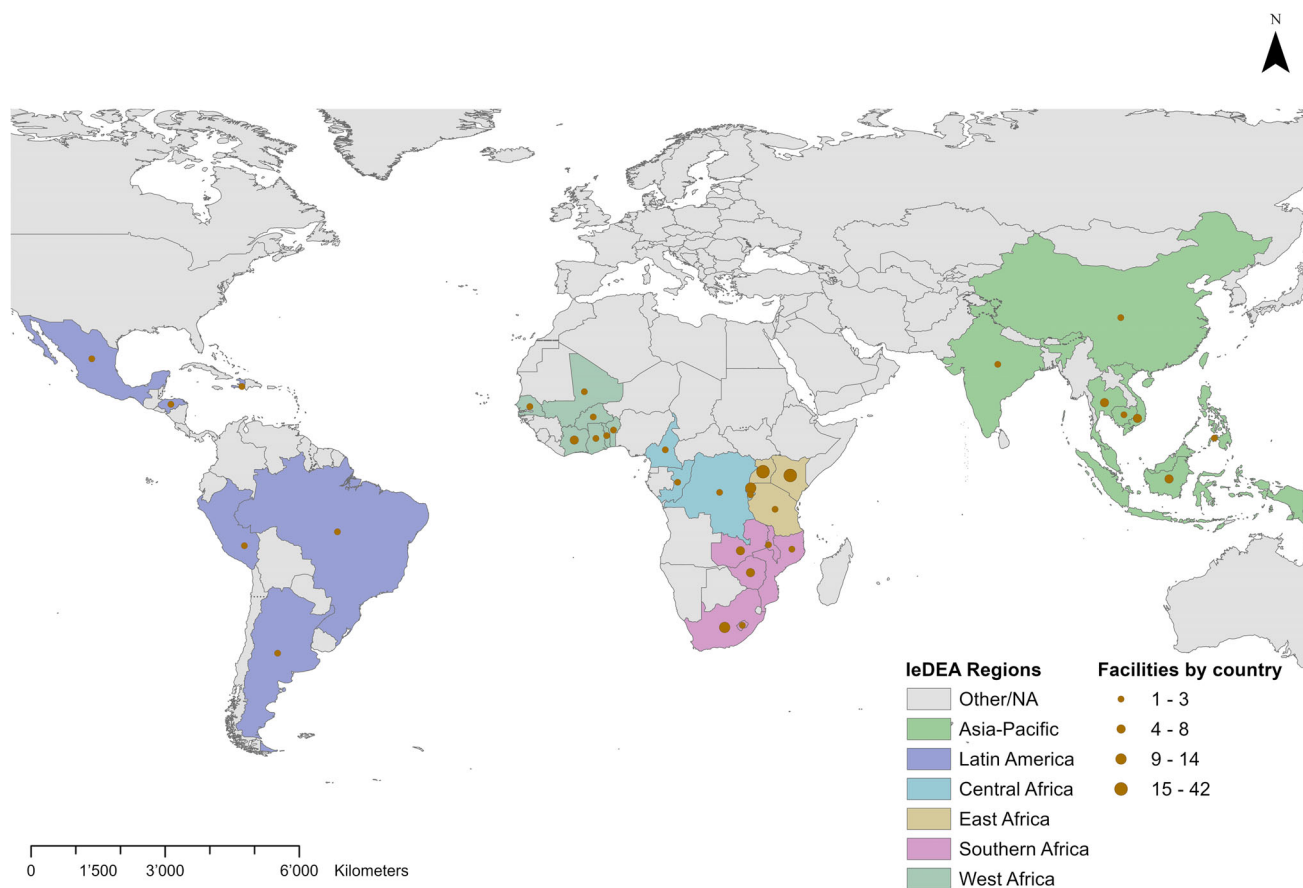 N
IeDEA Regions
Other/NA
Asia-Pacific
Latin America
Central Africa
East Africa
Southern Africa
West Africa
Facilities by country
1 - 3
4 - 8
9 - 14
15 - 42
0 1'500 3'000 6'000 Kilometers